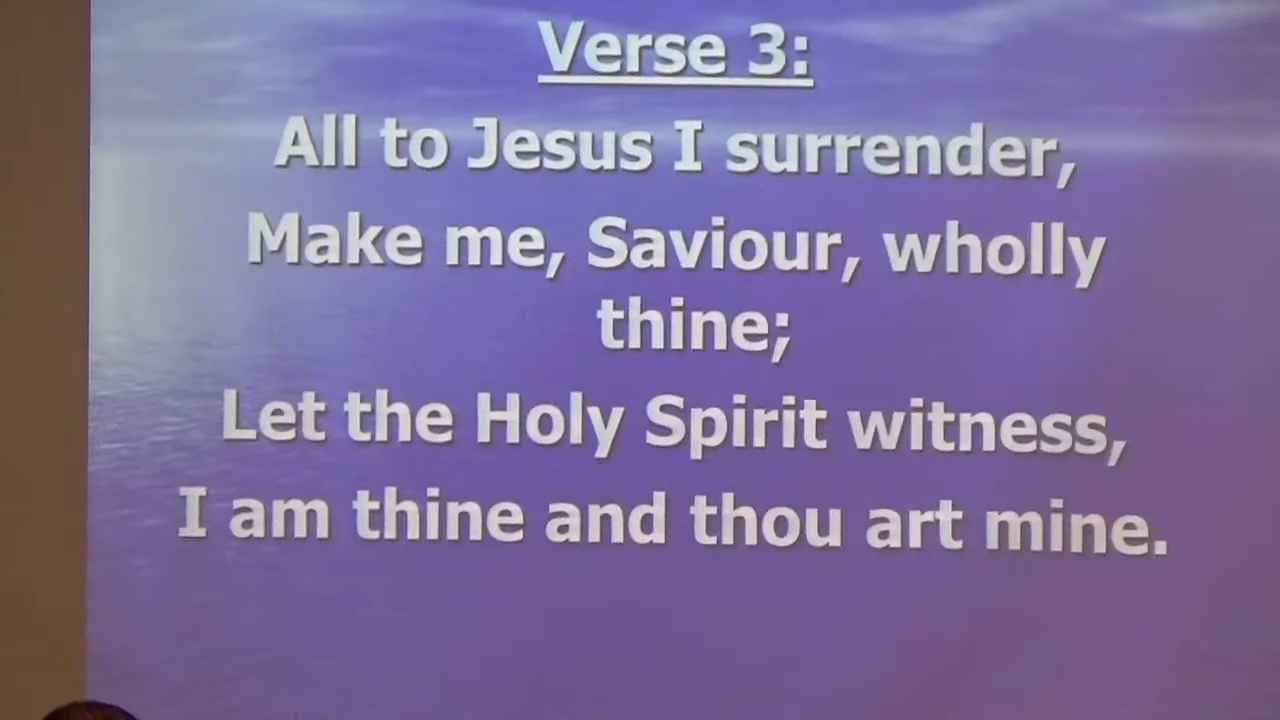 Verse 3:
All to Jesus I surrender,
Make me, Saviour, wholly
thine;
Let the Holy Spirit witness,
I am thine and thou art mine.